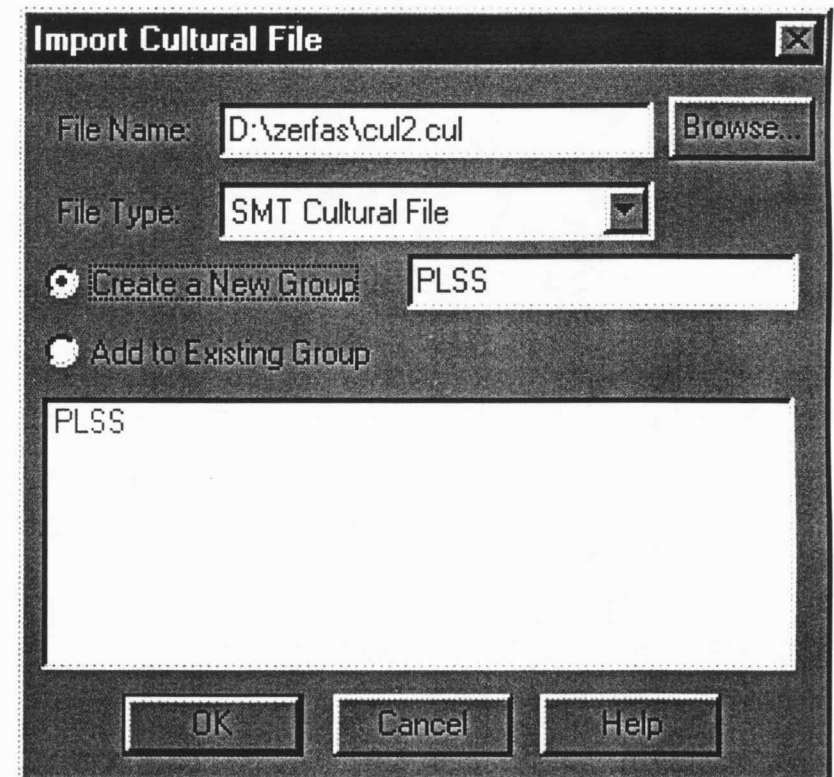 Import Cultural File
File Name: D:\zerfas\cul2.cul Browse...
File Type: SMT Cultural File
Create a New Group PLSS
Add to Existing Group
PLSS
OK Cancel Help